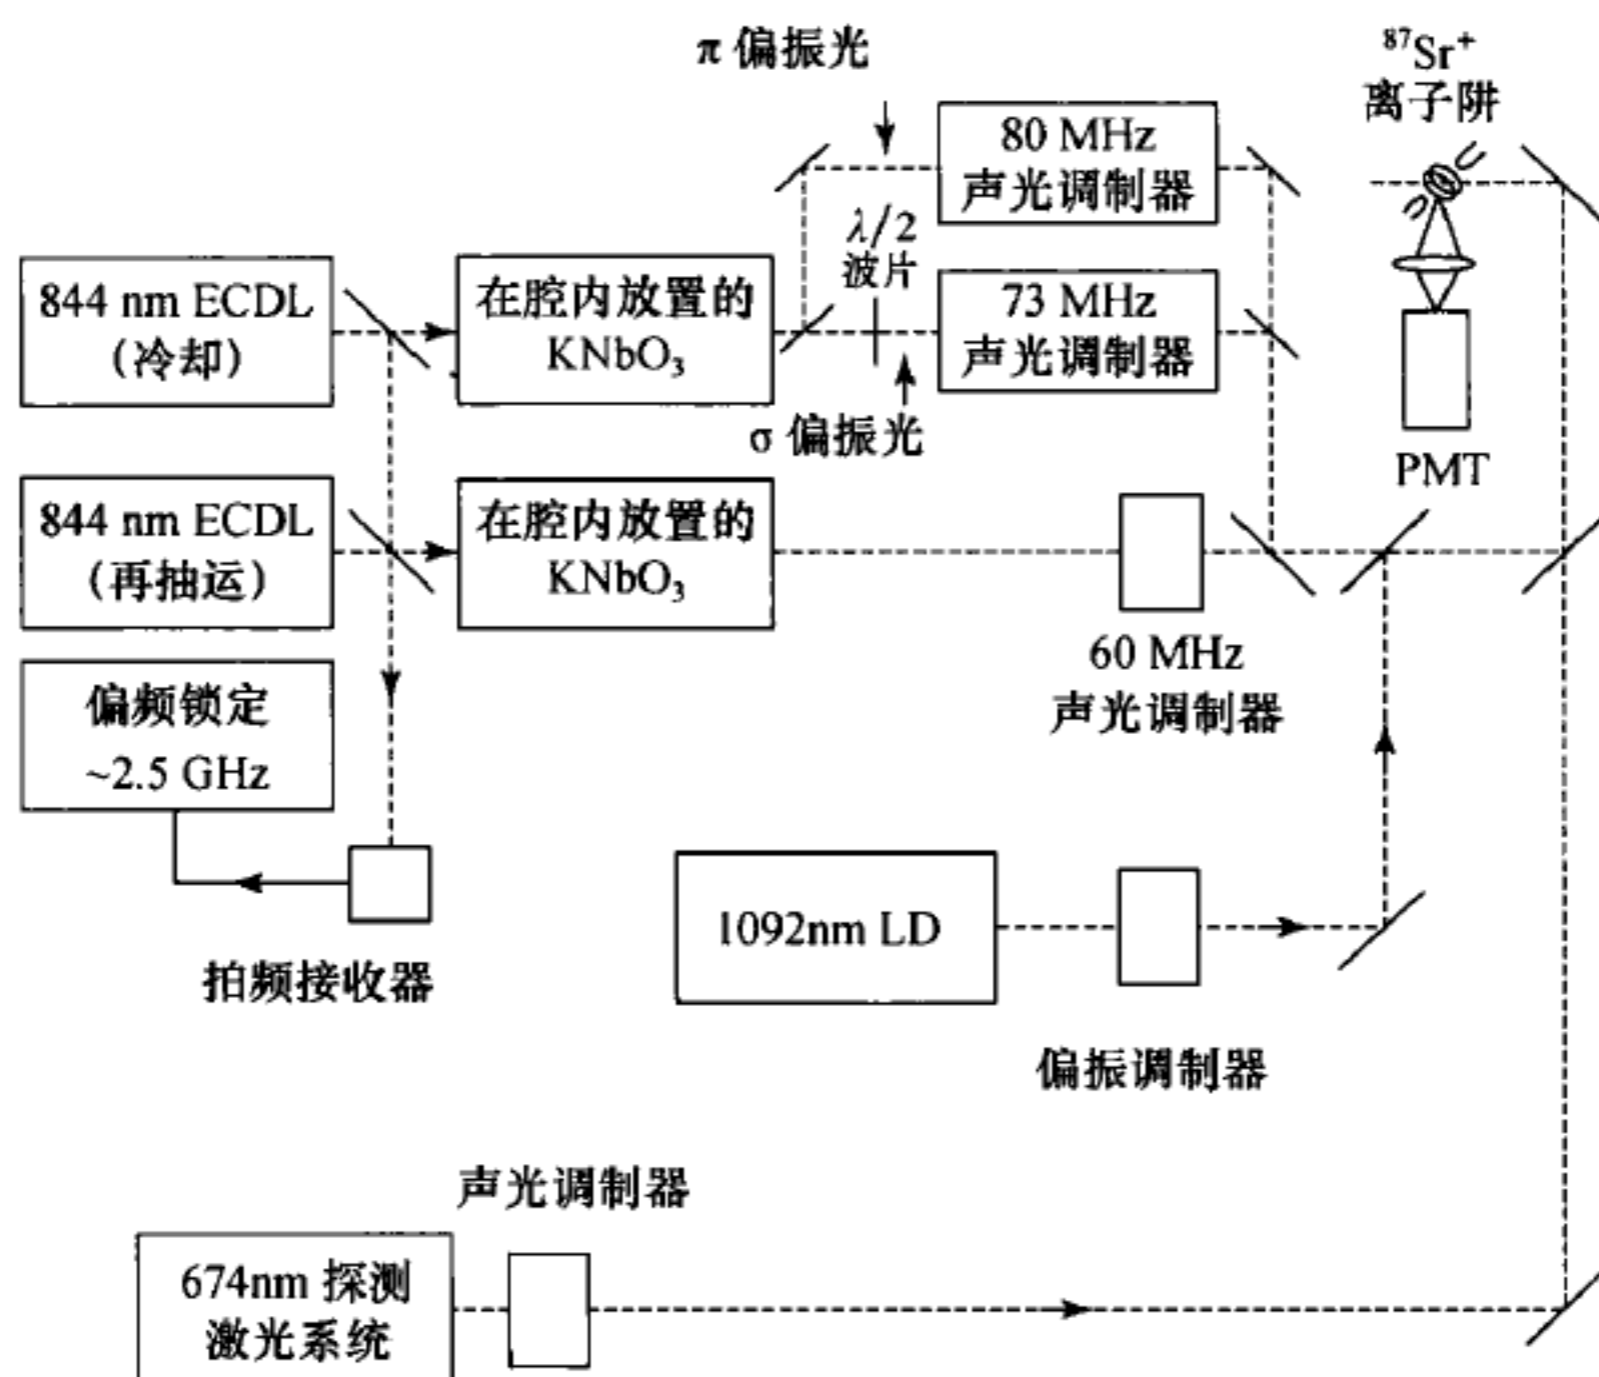 π 偏振光
⁸⁷Sr⁺
离子阱
80 MHz
声光调制器
λ/2
波片
844 nm ECDL
(冷却)
在腔内放置的
KNbO₃
73 MHz
声光调制器
σ 偏振光
PMT
844 nm ECDL
(再抽运)
在腔内放置的
KNbO₃
60 MHz
声光调制器
偏频锁定
~2.5 GHz
1092nm LD
拍频接收器
偏振调制器
声光调制器
674nm 探测
激光系统